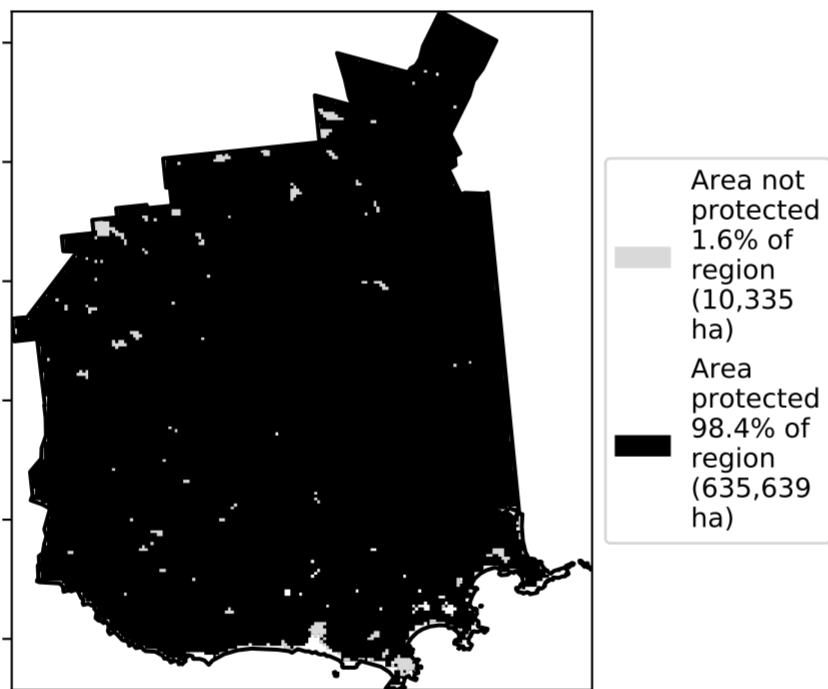 Area not
protected
1.6% of
region
(10,335
ha)
Area
protected
98.4% of
region
(635,639
ha)